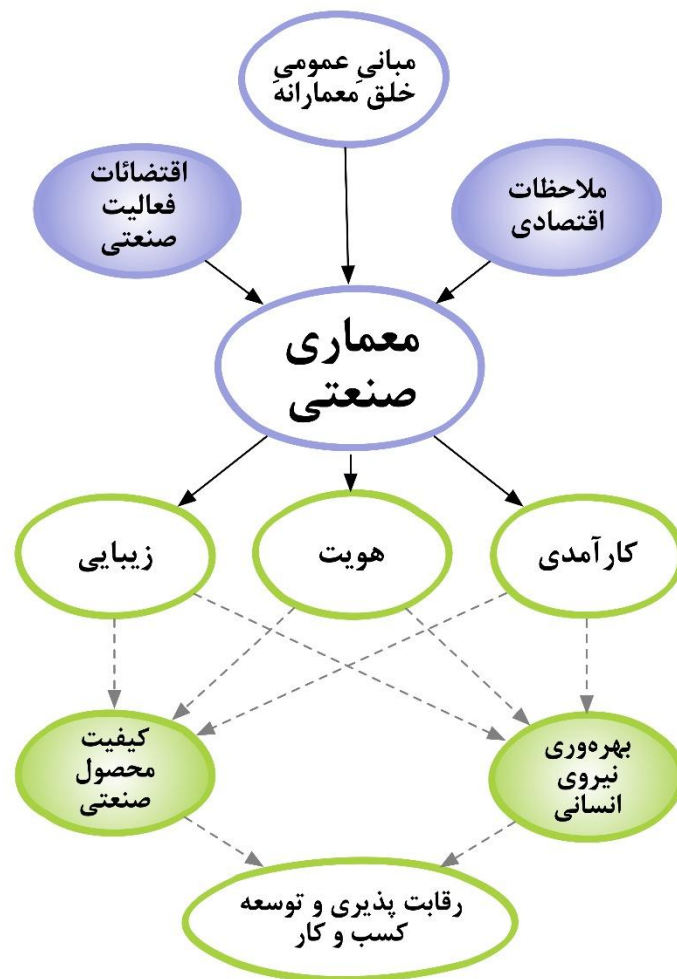 مبانیِ عمومیِ
خلق معمارانه
ملاحظات
اقتصادی
اقتضائات
فعالیت
صنعتی
معماری
صنعتی
کارآمدی
هویت
زیبایی
بهره‌وری
نیروی
انسانی
کیفیت
محصول
صنعتی
رقابت پذیری و توسعه
کسب و کار